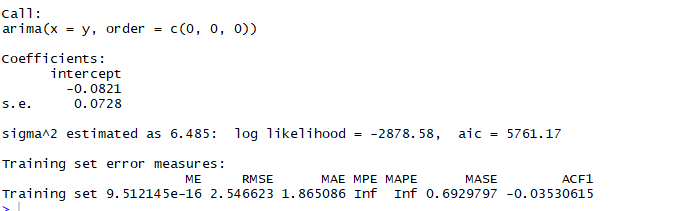 Call:
arima(x = y, order = c(0, 0, 0))
Coefficients:
intercept
-0.0821
s.e. 0.0728
sigma^2 estimated as 6.485: log likelihood = -2878.58, aic = 5761.17
Training set error measures:
ME RMSE MAE MPE MAPE MASE ACF1
Training set 9.512145e-16 2.546623 1.865086 Inf Inf 0.6929797 -0.03530615
>